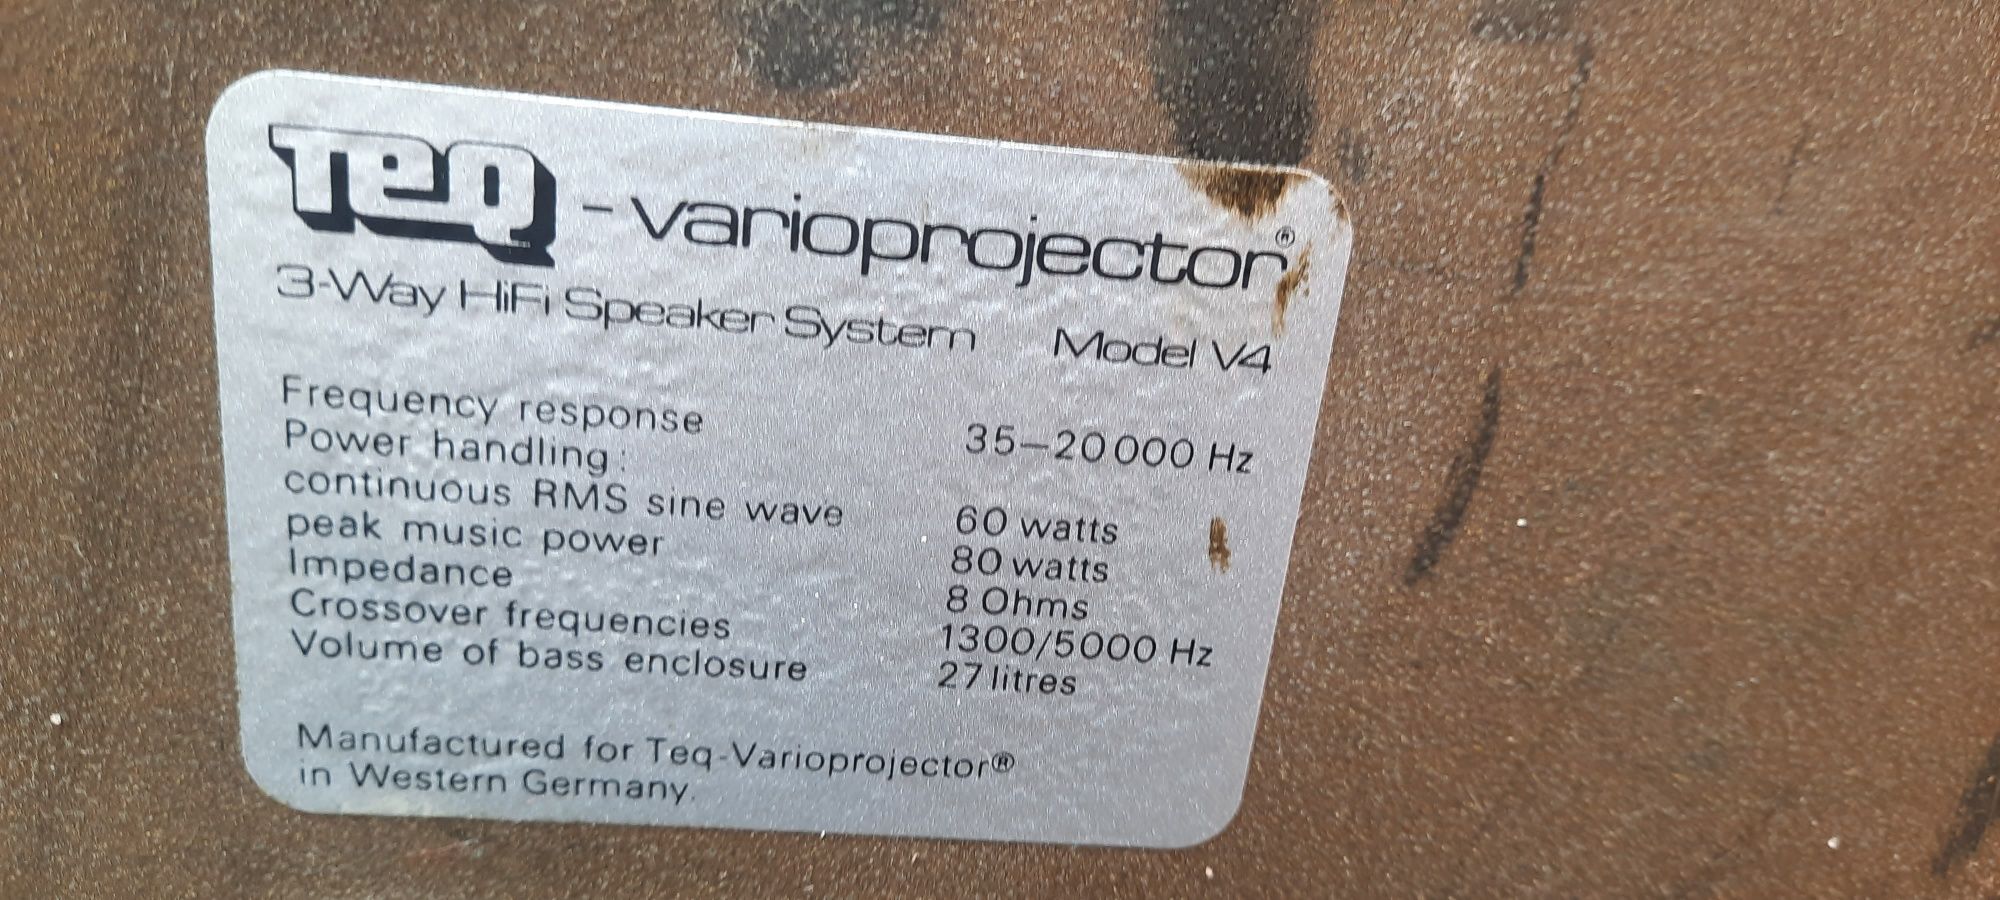 Teq -varioprojector®
3-Way HiFi Speaker System Model V4
Frequency response 35–20 000 Hz
Power handling:
continuous RMS sine wave 60 watts
peak music power 80 watts
Impedance 8 Ohms
Crossover frequencies 1300/5000 Hz
Volume of bass enclosure 27 litres
Manufactured for Teq-Varioprojector®
in Western Germany.